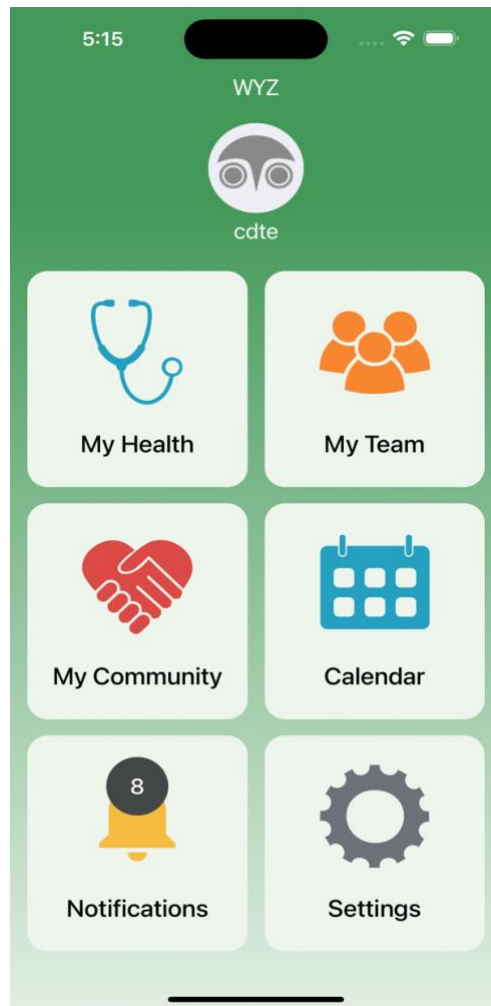 5:15
WYZ
cdte
My Health
My Team
My Community
Calendar
8
Notifications
Settings